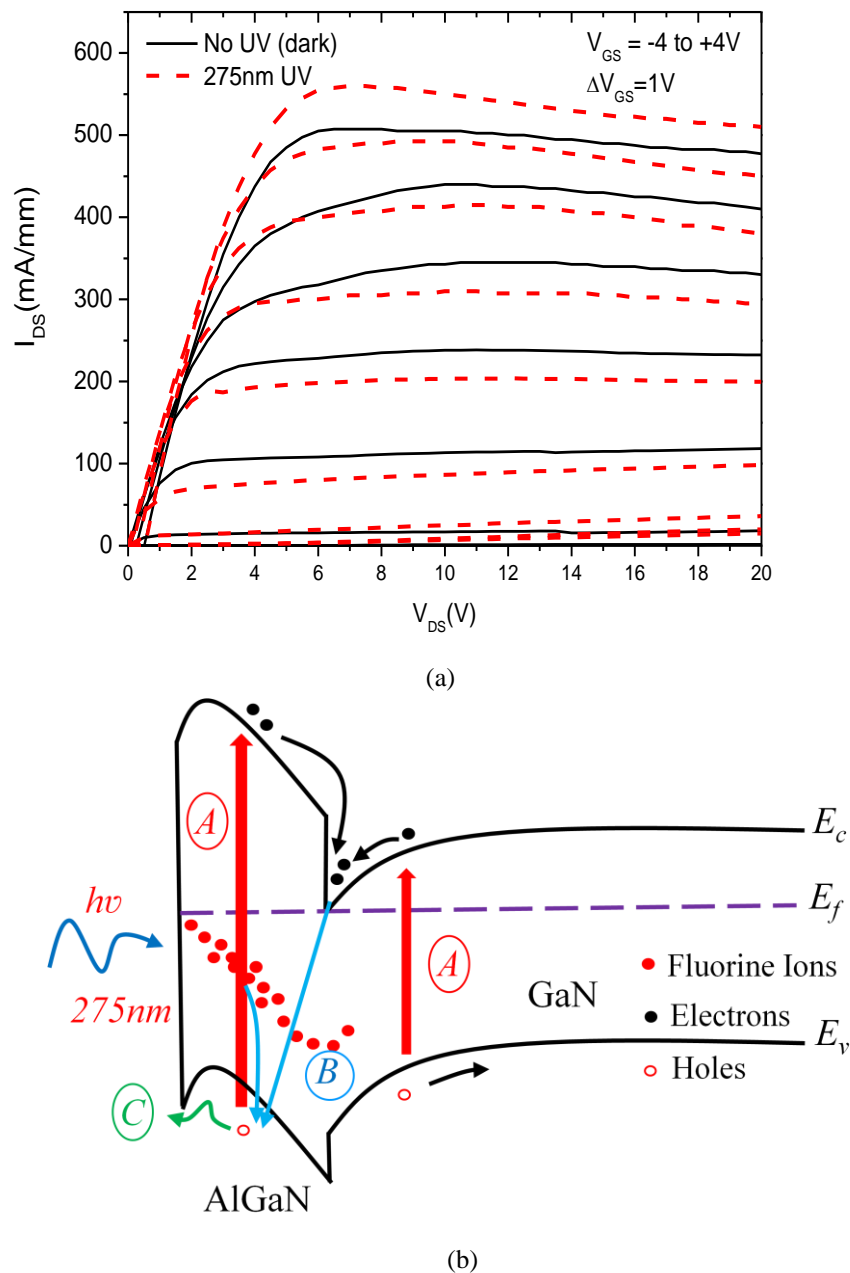 600
500
400
300
200
100
0
I_DS(mA/mm)
No UV (dark)
275nm UV
V_GS = -4 to +4V
ΔV_GS=1V
0 2 4 6 8 10 12 14 16 18 20
V_DS(V)
(a)
A
E_c
hν
E_f
A
Fluorine Ions
275nm
GaN
Electrons
B
E_v
C
Holes
AlGaN
(b)